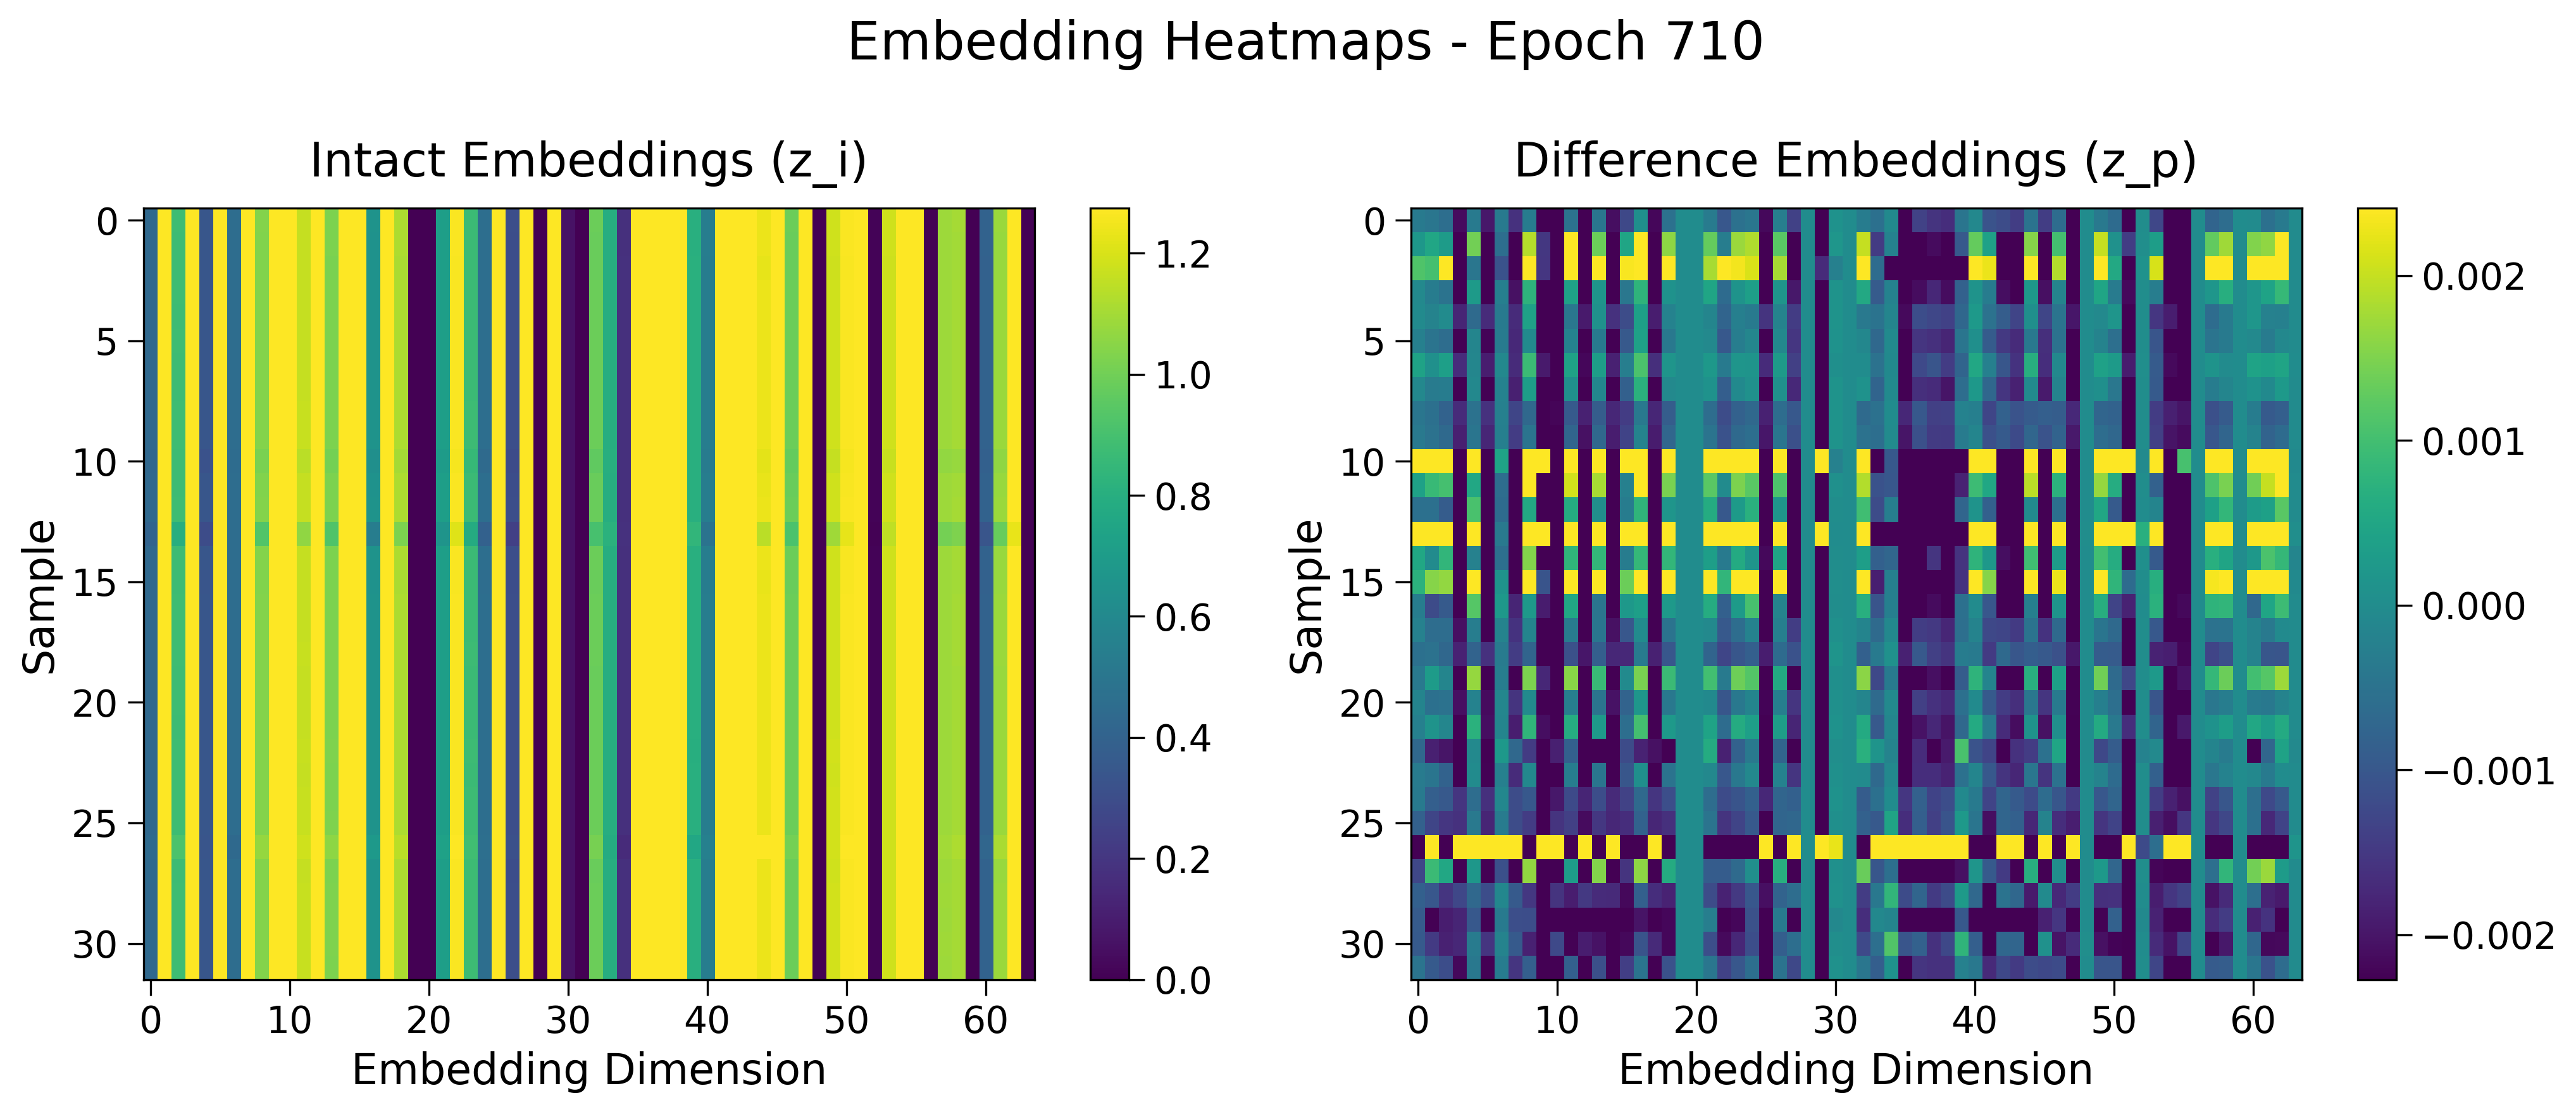 Embedding Heatmaps - Epoch 710
Intact Embeddings (z_i)
Sample
0
5
10
15
20
25
30
0 10 20 30 40 50 60
Embedding Dimension
1.2
1.0
0.8
0.6
0.4
0.2
0.0
Difference Embeddings (z_p)
Sample
0
5
10
15
20
25
30
0 10 20 30 40 50 60
Embedding Dimension
0.002
0.001
0.000
−0.001
−0.002